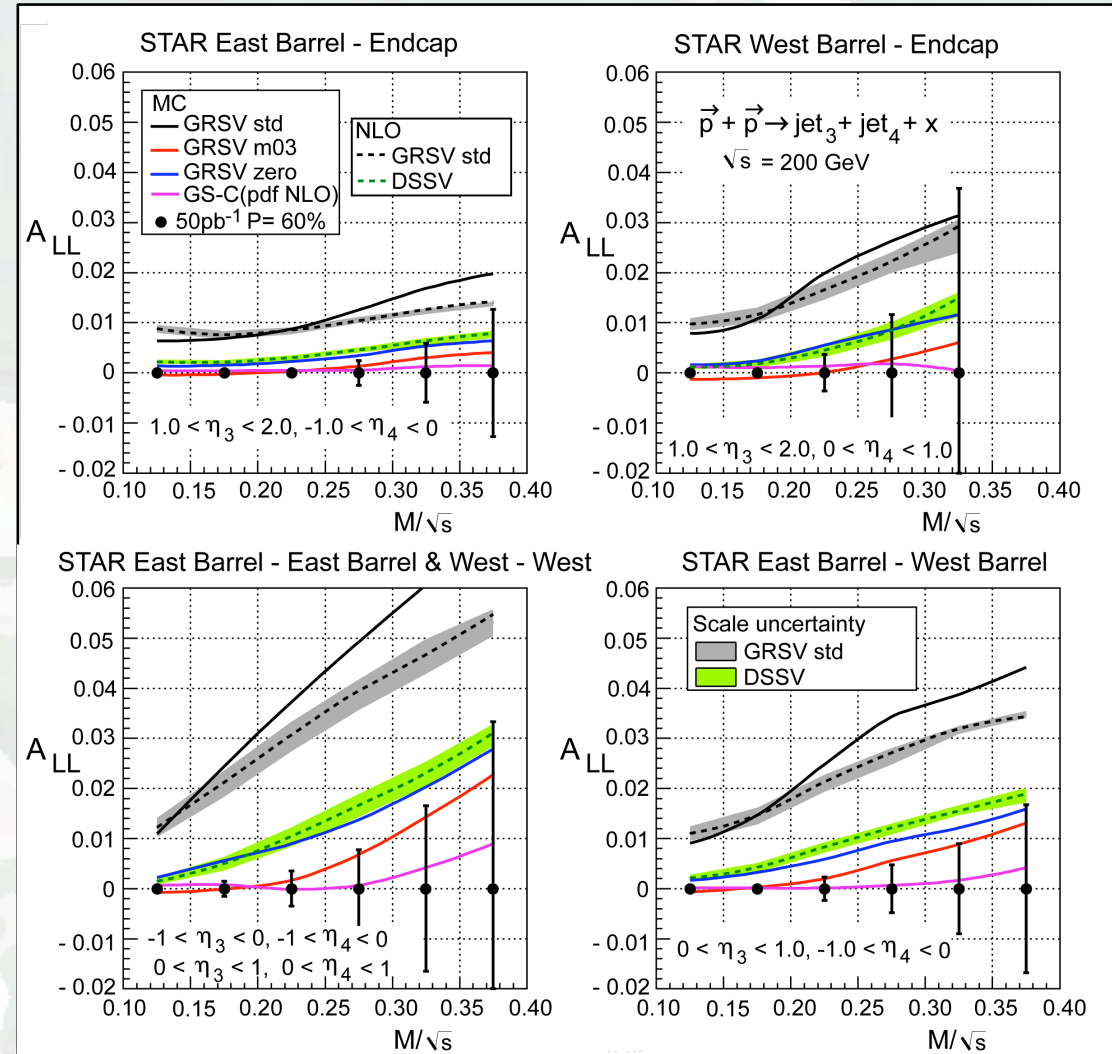 STAR East Barrel - Endcap
0.06
0.05
0.04
0.03
0.02
0.01
0
- 0.01
- 0.02
A LL
MC
GRSV std
GRSV m03
GRSV zero
GS-C(pdf NLO)
50pb⁻¹ P= 60%
NLO
GRSV std
DSSV
1.0 < η₃ < 2.0, -1.0 < η₄ < 0
0.10 0.15 0.20 0.25 0.30 0.35 0.40
M/√s
STAR West Barrel - Endcap
0.06
0.05
0.04
0.03
0.02
0.01
0
- 0.01
- 0.02
A LL
p⃗ + p⃗ → jet₃ + jet₄ + x
√s = 200 GeV
1.0 < η₃ < 2.0, 0 < η₄ < 1.0
0.10 0.15 0.20 0.25 0.30 0.35 0.40
M/√s
STAR East Barrel - East Barrel & West - West
0.06
0.05
0.04
0.03
0.02
0.01
0
- 0.01
- 0.02
A LL
-1 < η₃ < 0, -1 < η₄ < 0
0 < η₃ < 1, 0 < η₄ < 1
0.10 0.15 0.20 0.25 0.30 0.35 0.40
M/√s
STAR East Barrel - West Barrel
0.06
0.05
0.04
0.03
0.02
0.01
0
- 0.01
- 0.02
A LL
Scale uncertainty
GRSV std
DSSV
0 < η₃ < 1.0, -1.0 < η₄ < 0
0.10 0.15 0.20 0.25 0.30 0.35 0.40
M/√s